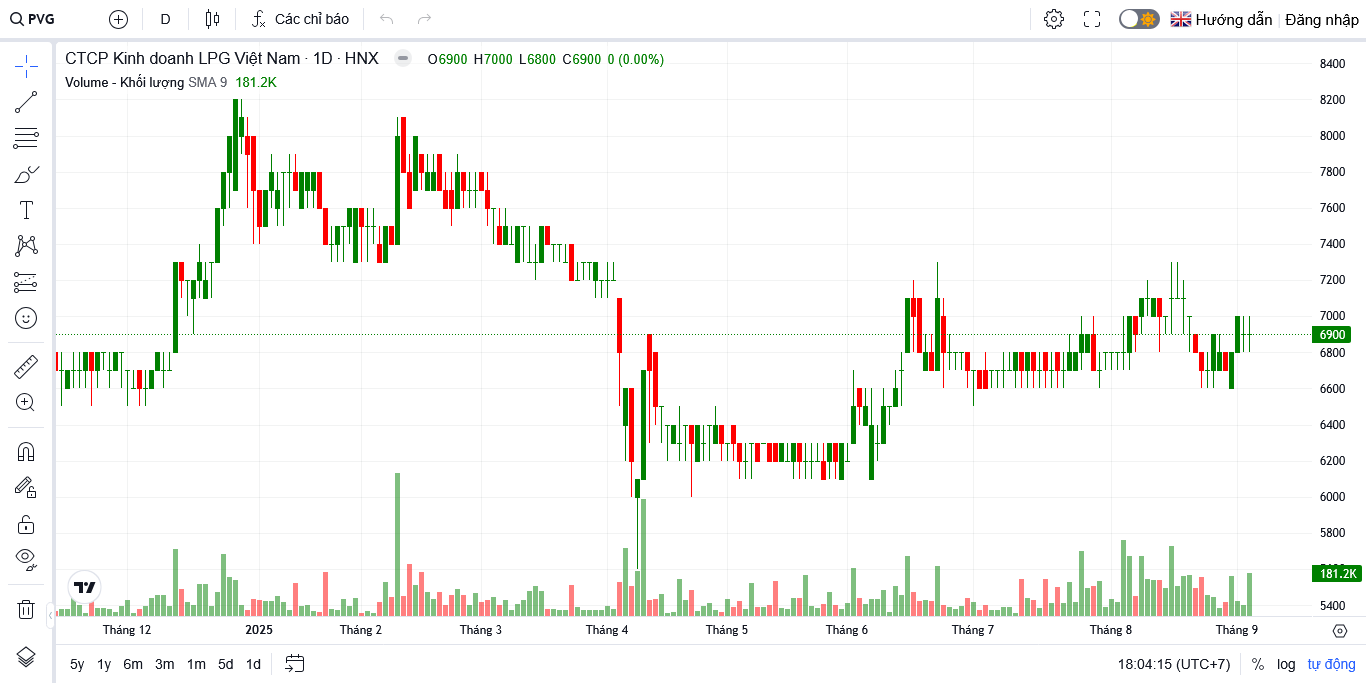 PVG D Các chỉ báo Hướng dẫn Đăng nhập
CTCP Kinh doanh LPG Việt Nam · 1D · HNX O6900 H7000 L6800 C6900 0 (0.00%)
Volume - Khối lượng SMA 9 181.2K
8400
8200
8000
7800
7600
7400
7200
7000
6900
6800
6600
6400
6200
6000
5800
181.2K
5400
Tháng 12 2025 Tháng 2 Tháng 3 Tháng 4 Tháng 5 Tháng 6 Tháng 7 Tháng 8 Tháng 9
5y 1y 6m 3m 1m 5d 1d 18:04:15 (UTC+7) % log tự động